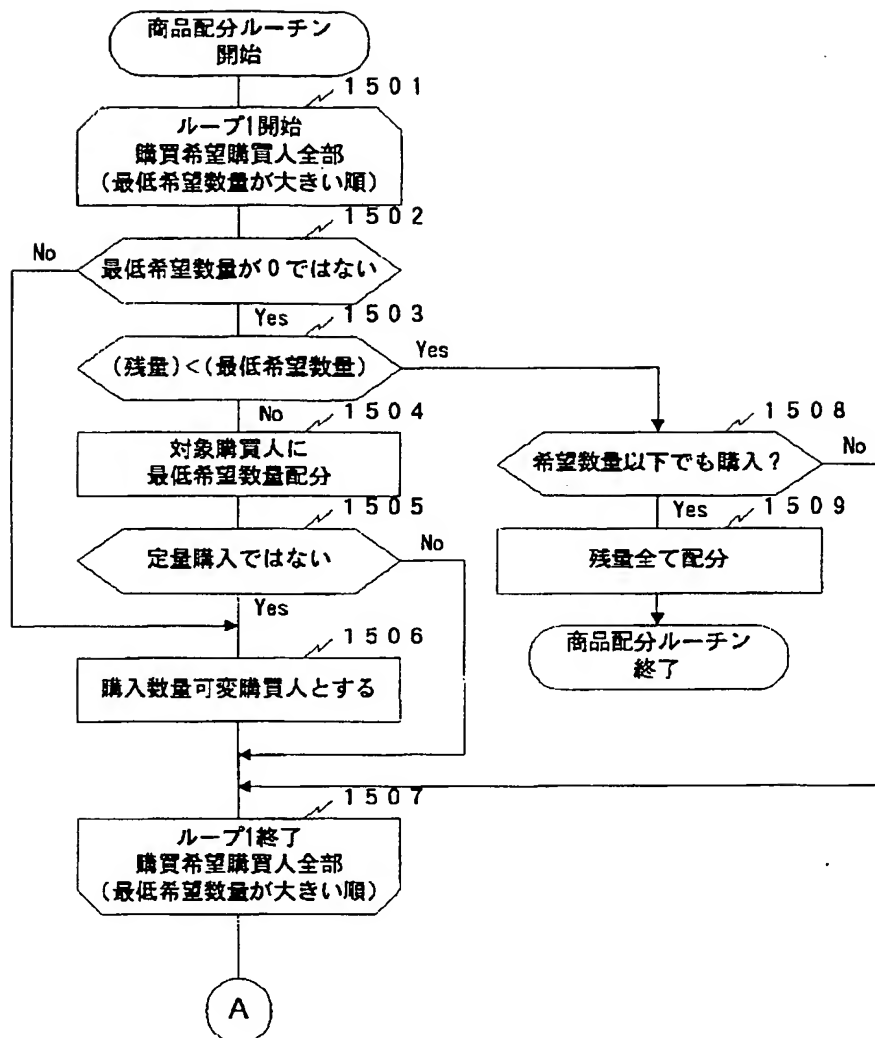 商品配分ルーチン
開始
1501
ループ1開始
購買希望購買人全部
(最低希望数量が大きい順)
1502
No
最低希望数量が0ではない
Yes
1503
(残量)<(最低希望数量)
Yes
No
1504
対象購買人に
最低希望数量配分
1505
定量購入ではない
No
Yes
1506
購入数量可変購買人とする
1507
ループ1終了
購買希望購買人全部
(最低希望数量が大きい順)
A
1508
希望数量以下でも購入?
No
Yes
1509
残量全て配分
商品配分ルーチン
終了